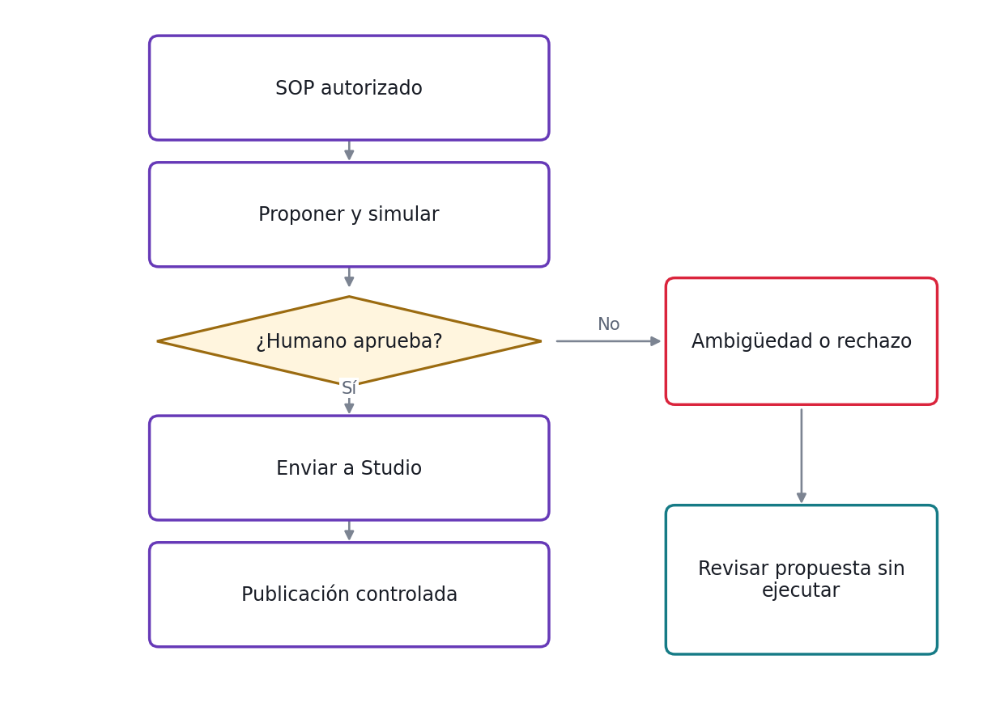 SOP autorizado
Proponer y simular
¿Humano aprueba?
No
Ambigüedad o rechazo
Sí
Enviar a Studio
Publicación controlada
Revisar propuesta sin
ejecutar